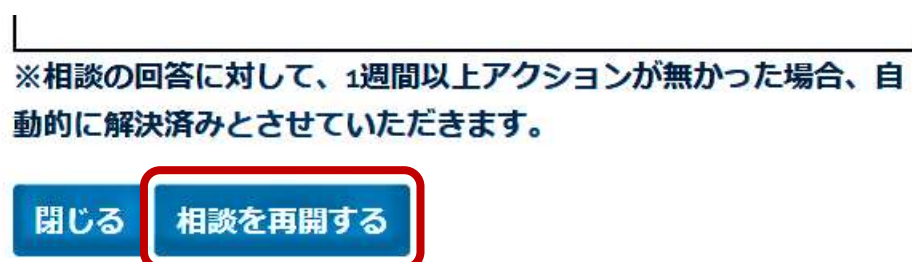 ※相談の回答に対して、1週間以上アクションが無かった場合、自
動的に解決済みとさせていただきます。
閉じる 相談を再開する